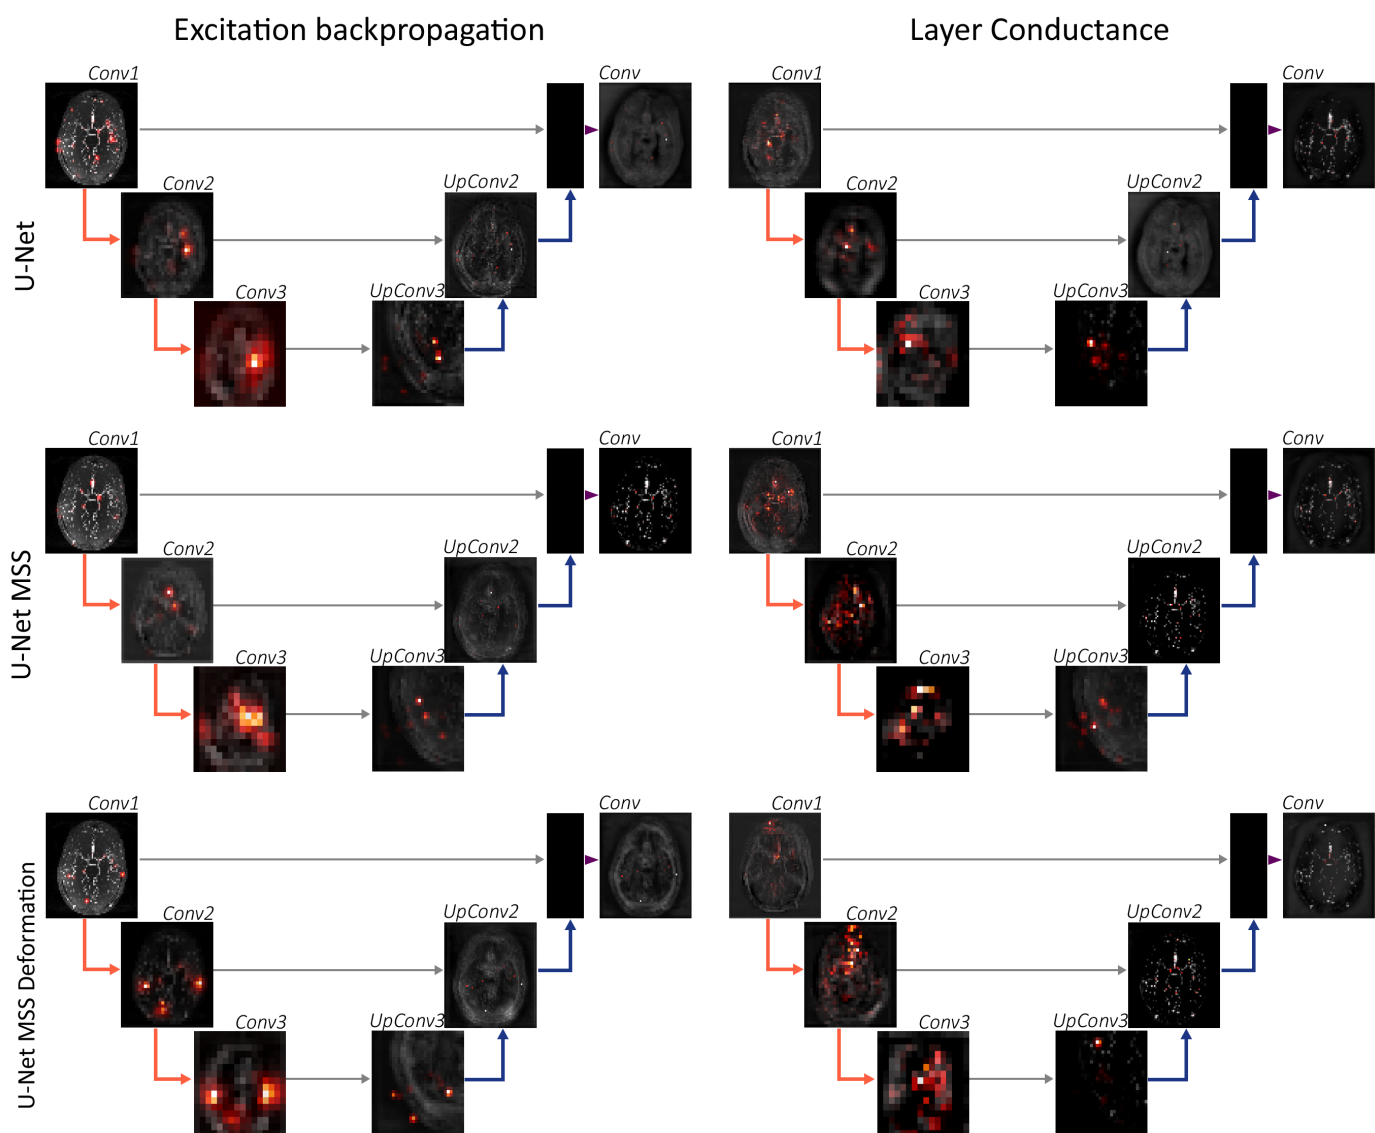 Excitation backpropagation
Layer Conductance
U-Net
Conv1
Conv
Conv2
UpConv2
Conv3
UpConv3
Conv1
Conv
Conv2
UpConv2
Conv3
UpConv3
U-Net MSS
Conv1
Conv
Conv2
UpConv2
Conv3
UpConv3
Conv1
Conv
Conv2
UpConv2
Conv3
UpConv3
U-Net MSS Deformation
Conv1
Conv
Conv2
UpConv2
Conv3
UpConv3
Conv1
Conv
Conv2
UpConv2
Conv3
UpConv3